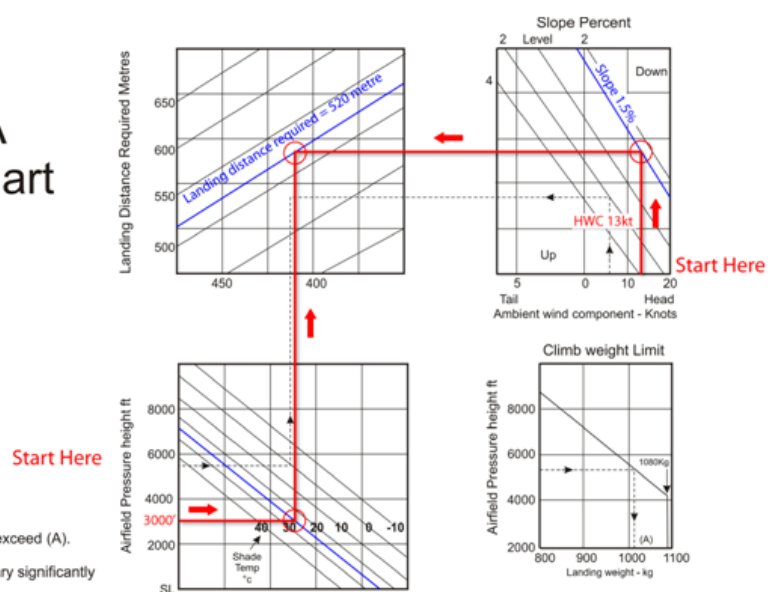 A
art
Slope Percent
2 Level 2
4
Down
Slope 1.5%
HWC 13kt
Up
5 0 10 20
Tail Head
Ambient wind component - Knots
Start Here
Landing Distance Required Metres
650
600
550
500
Landing distance required = 520 metre
450 400
Start Here
Airfield Pressure height ft
8000
6000
4000
3000'
2000
SL
40 30 20 10 0 -10
Shade
Temp
°c
Climb weight Limit
Airfield Pressure height ft
8000
6000
4000
2000
1080Kg
(A)
800 900 1000 1100
Landing weight - kg
exceed (A).
ry significantly